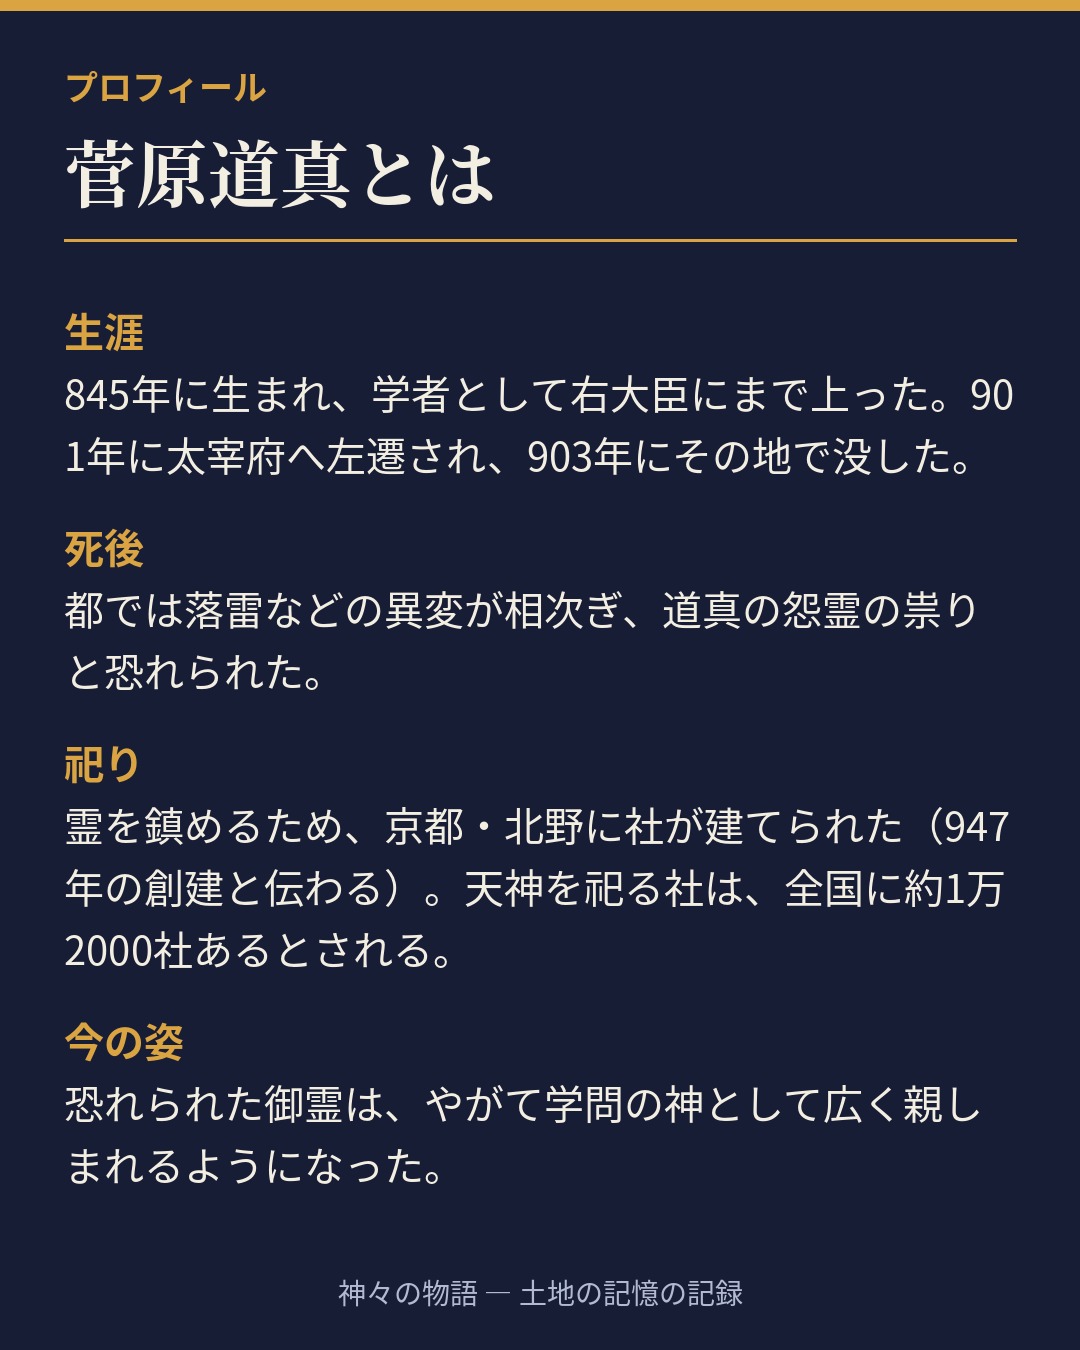 プロフィール
菅原道真とは
生涯
845年に生まれ、学者として右大臣にまで上った。90
1年に太宰府へ左遷され、903年にその地で没した。
死後
都では落雷などの異変が相次ぎ、道真の怨霊の祟り
と恐れられた。
祀り
霊を鎮めるため、京都・北野に社が建てられた（947
年の創建と伝わる）。天神を祀る社は、全国に約1万
2000社あるとされる。
今の姿
恐れられた御霊は、やがて学問の神として広く親し
まれるようになった。
神々の物語 — 土地の記憶の記録